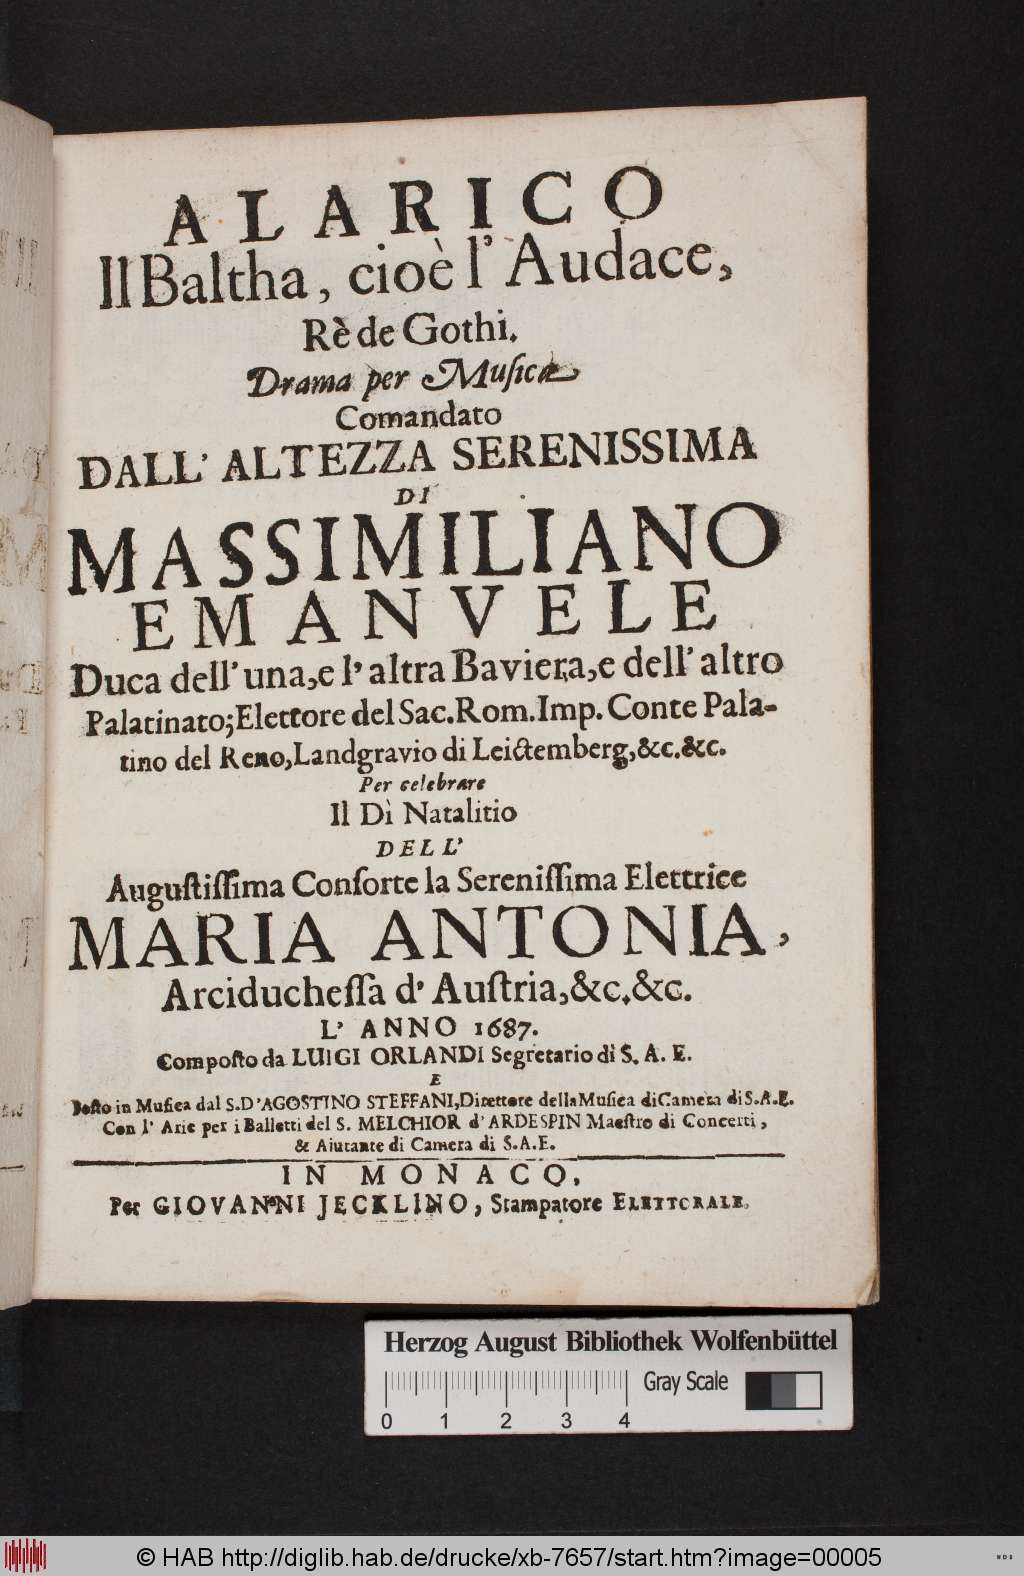 ALARICO
Il Baltha, cioè l'Audace,
Rè de Gothi.
Drama per Musica
Comandato
DALL' ALTEZZA SERENISSIMA
DI
MASSIMILIANO
EMANVELE
Duca dell' una, e l' altra Baviera, e dell' altro
Palatinato; Elettore del Sac. Rom. Imp. Conte Pala-
tino del Reno, Landgravio di Leictemberg, &c. &c.
Per celebrare
Il Dì Natalitio
DELL'
Augustiſſima Conſorte la Sereniſſima Elettrice
MARIA ANTONIA,
Arciducheſſa d' Auſtria, &c. &c.
L' ANNO 1687.
Compoſto da LUIGI ORLANDI Segretario di S. A. E.
E
Poſto in Muſica dal S. D' AGOSTINO STEFFANI, Direttore della Muſica di Camera di S. A. E.
Con l' Arie per i Balletti del S. MELCHIOR d' ARDESPIN Maeſtro di Concerti,
& Aiutante di Camera di S. A. E.
IN MONACO,
Per GIOVANNI JECKLINO, Stampatore ELETTORALE.
Herzog August Bibliothek Wolfenbüttel
Gray Scale
0 1 2 3 4
© HAB http://diglib.hab.de/drucke/xb-7657/start.htm?image=00005